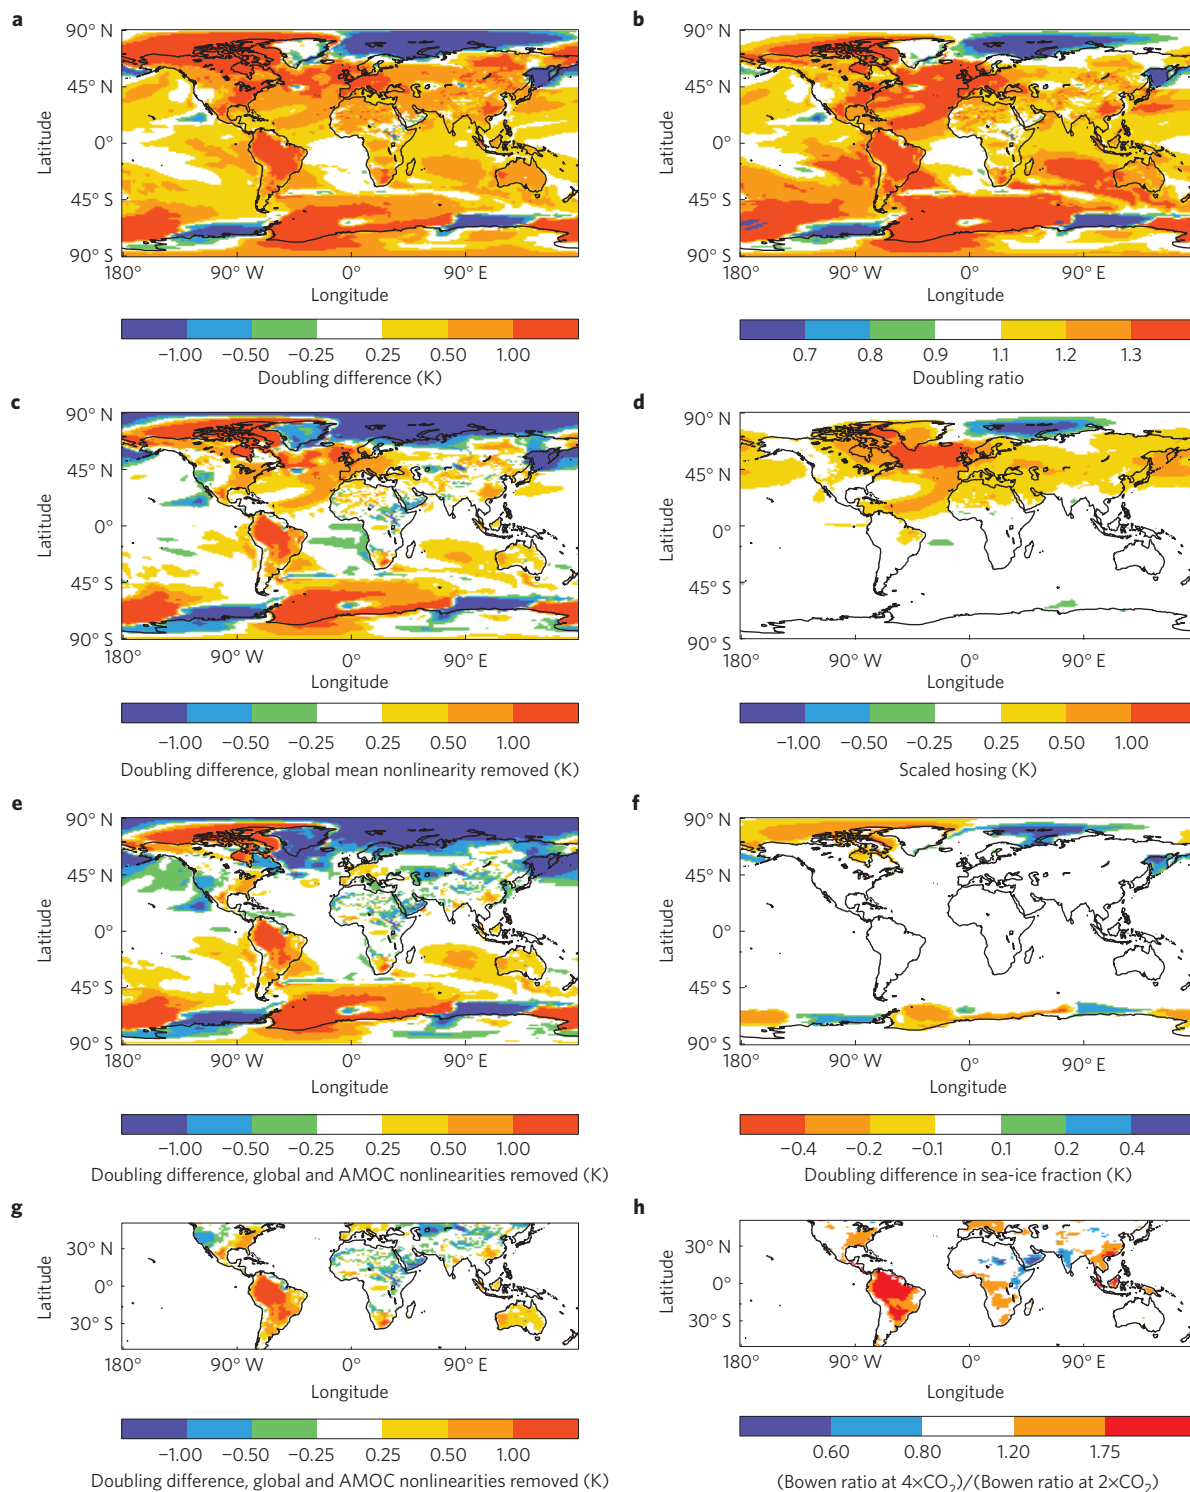 a
90° N
45° N
0°
45° S
90° S
Latitude
180°
90° W
0°
90° E
Longitude
−1.00
−0.50
−0.25
0.25
0.50
1.00
Doubling difference (K)
b
90° N
45° N
0°
45° S
90° S
Latitude
180°
90° W
0°
90° E
Longitude
0.7
0.8
0.9
1.1
1.2
1.3
Doubling ratio
c
90° N
45° N
0°
45° S
90° S
Latitude
180°
90° W
0°
90° E
Longitude
−1.00
−0.50
−0.25
0.25
0.50
1.00
Doubling difference, global mean nonlinearity removed (K)
d
90° N
45° N
0°
45° S
90° S
Latitude
180°
90° W
0°
90° E
Longitude
−1.00
−0.50
−0.25
0.25
0.50
1.00
Scaled hosing (K)
e
90° N
45° N
0°
45° S
90° S
Latitude
180°
90° W
0°
90° E
Longitude
−1.00
−0.50
−0.25
0.25
0.50
1.00
Doubling difference, global and AMOC nonlinearities removed (K)
f
90° N
45° N
0°
45° S
90° S
Latitude
180°
90° W
0°
90° E
Longitude
−0.4
−0.2
−0.1
0.1
0.2
0.4
Doubling difference in sea-ice fraction (K)
g
30° N
0°
30° S
Latitude
180°
90° W
0°
90° E
Longitude
−1.00
−0.50
−0.25
0.25
0.50
1.00
Doubling difference, global and AMOC nonlinearities removed (K)
h
30° N
0°
30° S
Latitude
180°
90° W
0°
90° E
Longitude
0.60
0.80
1.20
1.75
(Bowen ratio at 4×CO₂)/(Bowen ratio at 2×CO₂)